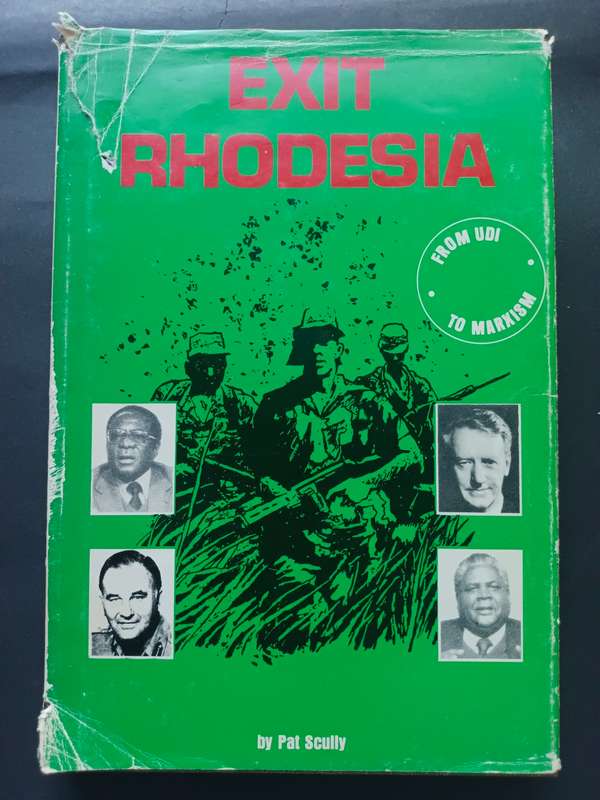 EXIT
RHODESIA
FROM UDI
TO MARXISM
by Pat Scully